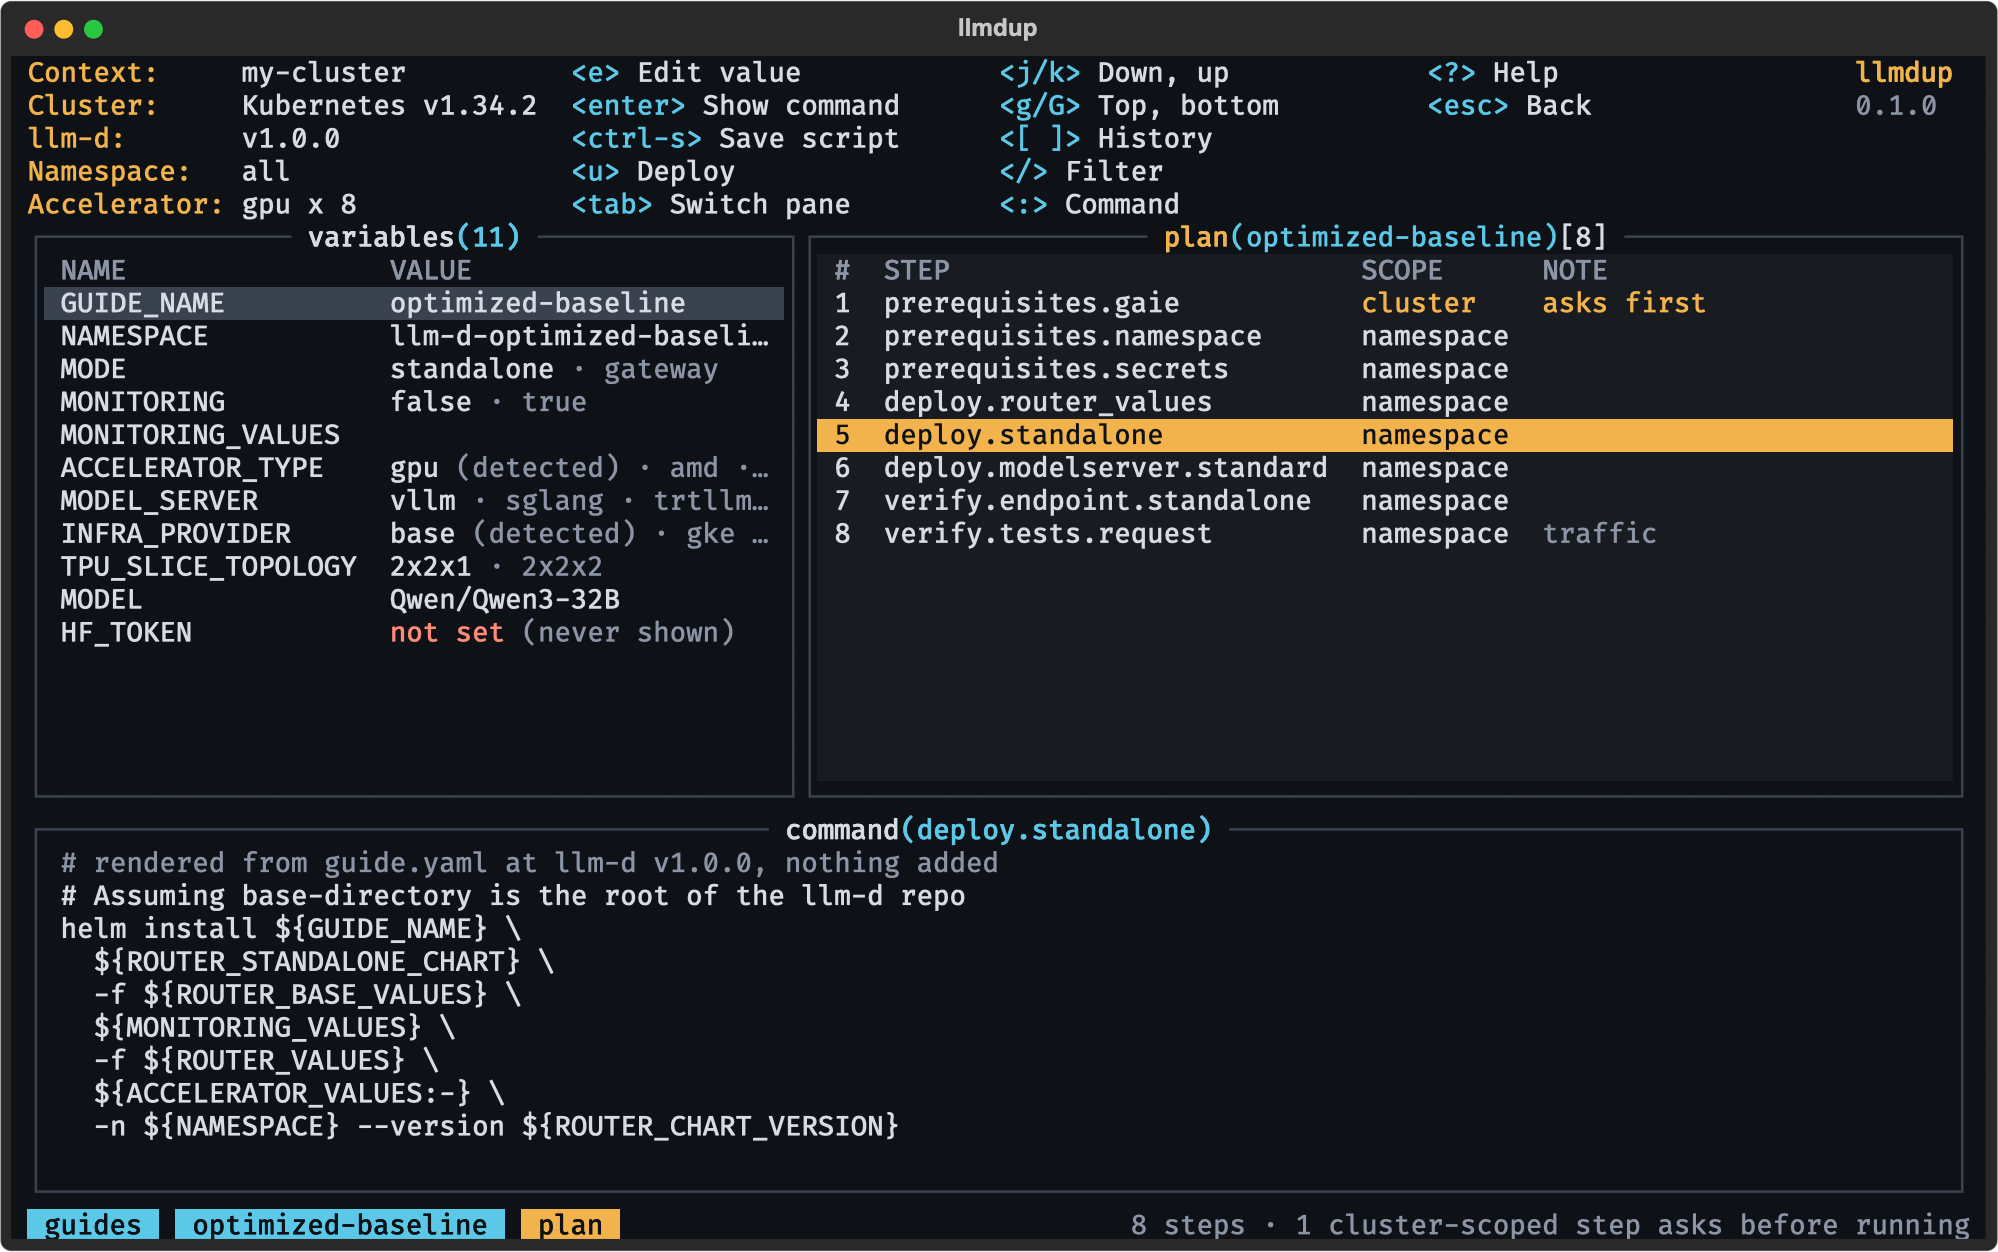 llmdup
Context: my-cluster <e> Edit value <j/k> Down, up <?> Help llmdup
Cluster: Kubernetes v1.34.2 <enter> Show command <g/G> Top, bottom <esc> Back 0.1.0
llm-d: v1.0.0 <ctrl-s> Save script <[ ]> History
Namespace: all <u> Deploy </> Filter
Accelerator: gpu x 8 <tab> Switch pane <:> Command
variables(11)
NAME VALUE
GUIDE_NAME optimized-baseline
NAMESPACE llm-d-optimized-baseli…
MODE standalone · gateway
MONITORING false · true
MONITORING_VALUES
ACCELERATOR_TYPE gpu (detected) · amd ·…
MODEL_SERVER vllm · sglang · trtllm…
INFRA_PROVIDER base (detected) · gke …
TPU_SLICE_TOPOLOGY 2x2x1 · 2x2x2
MODEL Qwen/Qwen3-32B
HF_TOKEN not set (never shown)
plan(optimized-baseline)[8]
# STEP SCOPE NOTE
1 prerequisites.gaie cluster asks first
2 prerequisites.namespace namespace
3 prerequisites.secrets namespace
4 deploy.router_values namespace
5 deploy.standalone namespace
6 deploy.modelserver.standard namespace
7 verify.endpoint.standalone namespace
8 verify.tests.request namespace traffic
command(deploy.standalone)
# rendered from guide.yaml at llm-d v1.0.0, nothing added
# Assuming base-directory is the root of the llm-d repo
helm install ${GUIDE_NAME} \
${ROUTER_STANDALONE_CHART} \
-f ${ROUTER_BASE_VALUES} \
${MONITORING_VALUES} \
-f ${ROUTER_VALUES} \
${ACCELERATOR_VALUES:-} \
-n ${NAMESPACE} --version ${ROUTER_CHART_VERSION}
guides optimized-baseline plan 8 steps · 1 cluster-scoped step asks before running